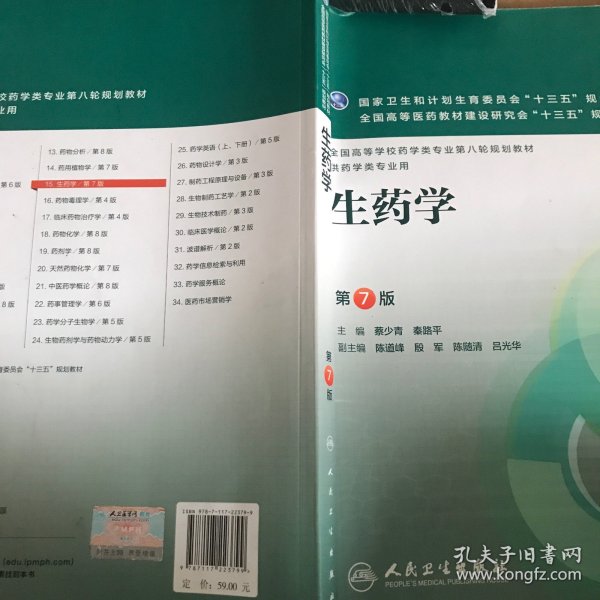 校药学类专业第八轮规划教材
业用
第6版
8版
13. 药物分析／第8版
14. 药用植物学／第7版
15. 生药学／第7版
16. 药物毒理学／第4版
17. 临床药物治疗学／第4版
18. 药物化学／第8版
19. 药剂学／第8版
20. 天然药物化学／第7版
21. 中医药学概论／第8版
22. 药事管理学／第6版
23. 药学分子生物学／第5版
24. 生物药剂学与药物动力学／第5版
25. 药学英语（上、下册）／第5版
26. 药物设计学／第3版
27. 制药工程原理与设备／第3版
28. 生物制药工艺学／第2版
29. 生物技术制药／第3版
30. 临床医学概论／第2版
31. 波谱解析／第2版
32. 药学信息检索与利用
33. 药学服务概论
34. 医药市场营销学
育委员会“十三五”规划教材
edu.ipmph.com
查找到本书
ISBN 978-7-117-22379-9
9 787117 223799
定 价：59.00 元
生药学
第
7
版
国家卫生和计划生育委员会“十三五”规
全国高等医药教材建设研究会“十三五”规
全国高等学校药学类专业第八轮规划教材
供药学类专业用
生药学
第7版
主编 蔡少青 秦路平
副主编 陈道峰 殷军 陈随清 吕光华
人民卫生出版社
PEOPLE'S MEDICAL PUBLISHING HOUSE
孔夫子旧书网
www.kongfz.com